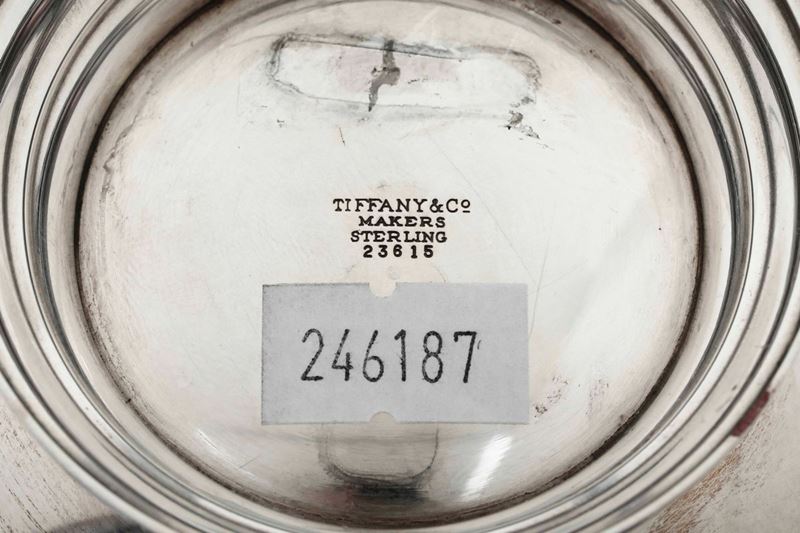 TIFFANY & Cº
MAKERS
STERLING
23615
246187